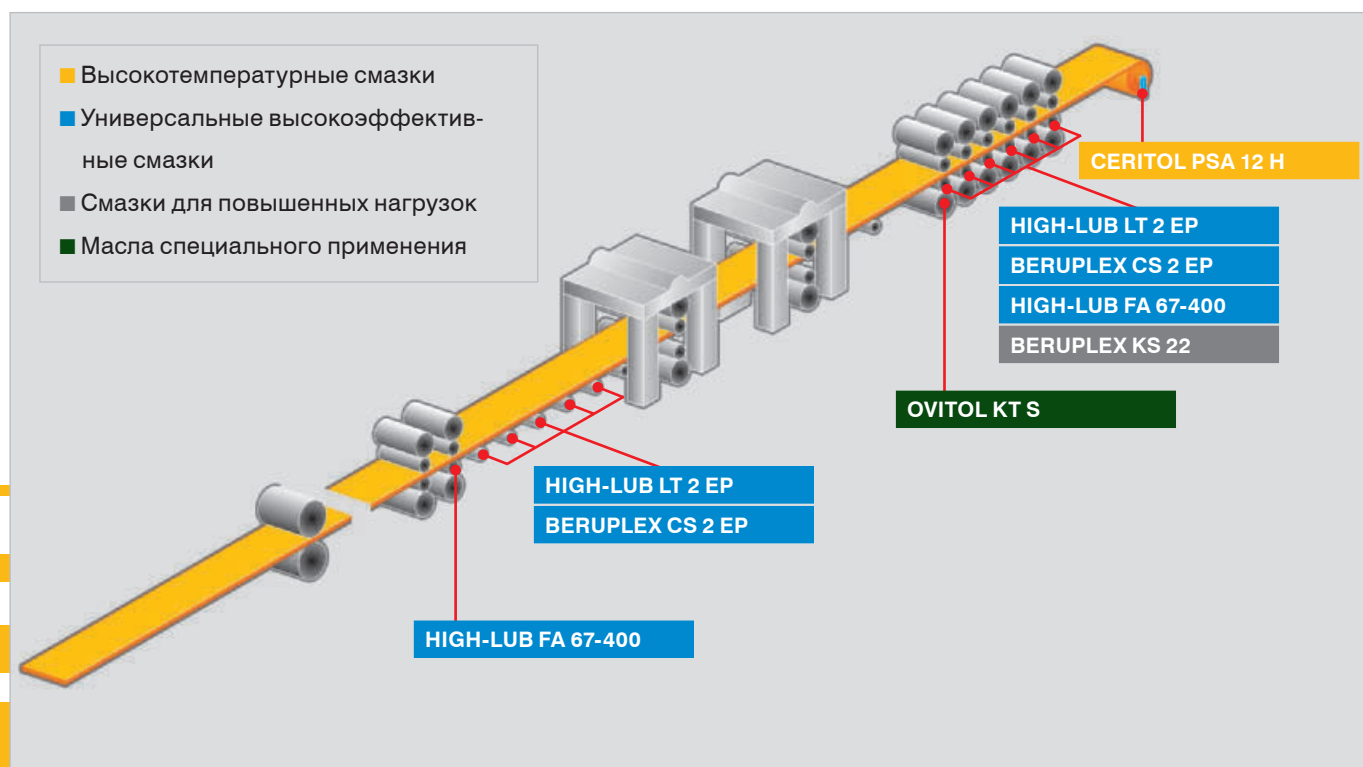 Высокотемпературные смазки
Универсальные высокоэффектив-
ные смазки
Смазки для повышенных нагрузок
Масла специального применения
CERITOL PSA 12 H
HIGH-LUB LT 2 EP
BERUPLEX CS 2 EP
HIGH-LUB FA 67-400
BERUPLEX KS 22
OVITOL KT S
HIGH-LUB LT 2 EP
BERUPLEX CS 2 EP
HIGH-LUB FA 67-400